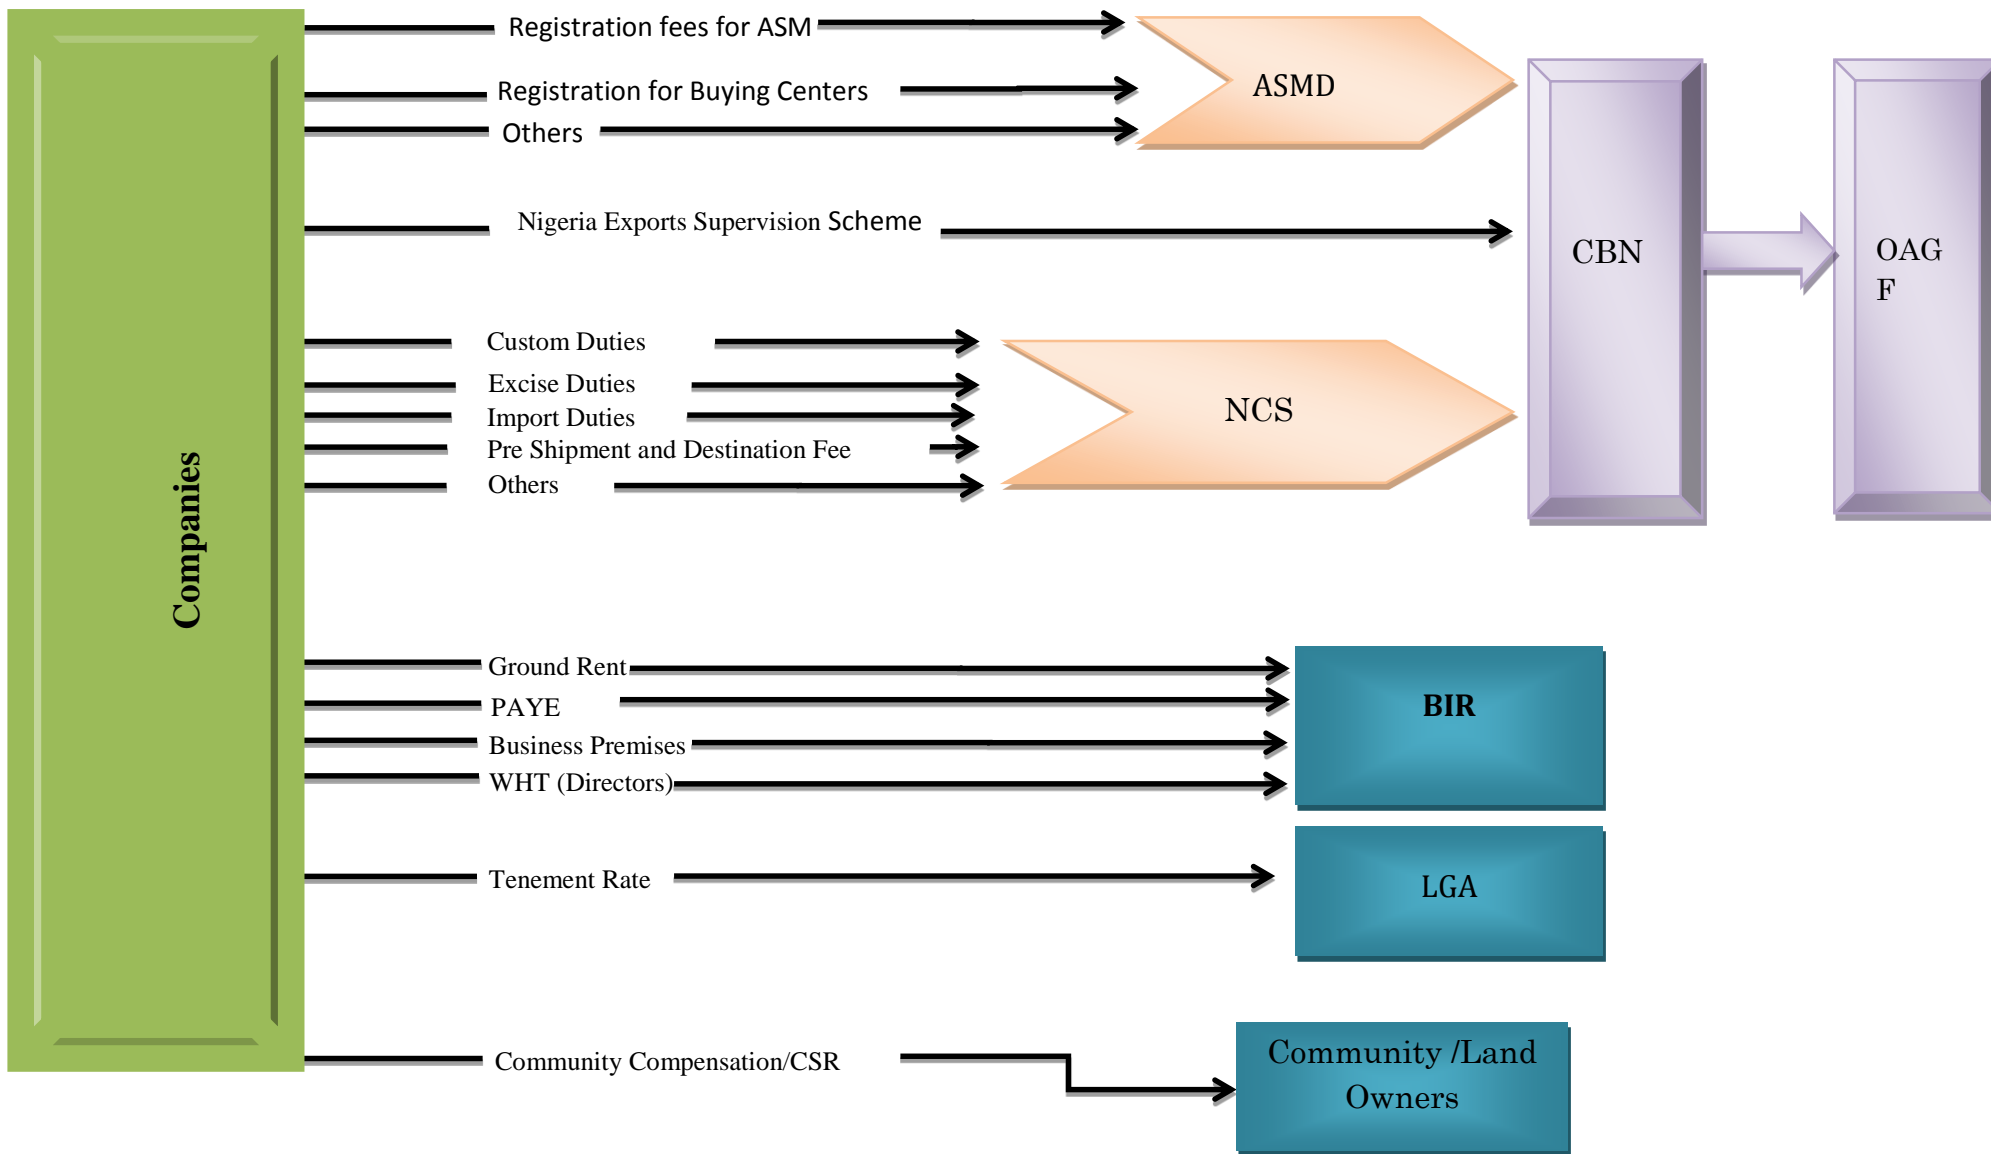 Companies
Registration fees for ASM
Registration for Buying Centers
Others
ASMD
Nigeria Exports Supervision Scheme
CBN
OAG
F
Custom Duties
Excise Duties
Import Duties
Pre Shipment and Destination Fee
Others
NCS
Ground Rent
PAYE
Business Premises
WHT (Directors)
BIR
Tenement Rate
LGA
Community Compensation/CSR
Community /Land
Owners